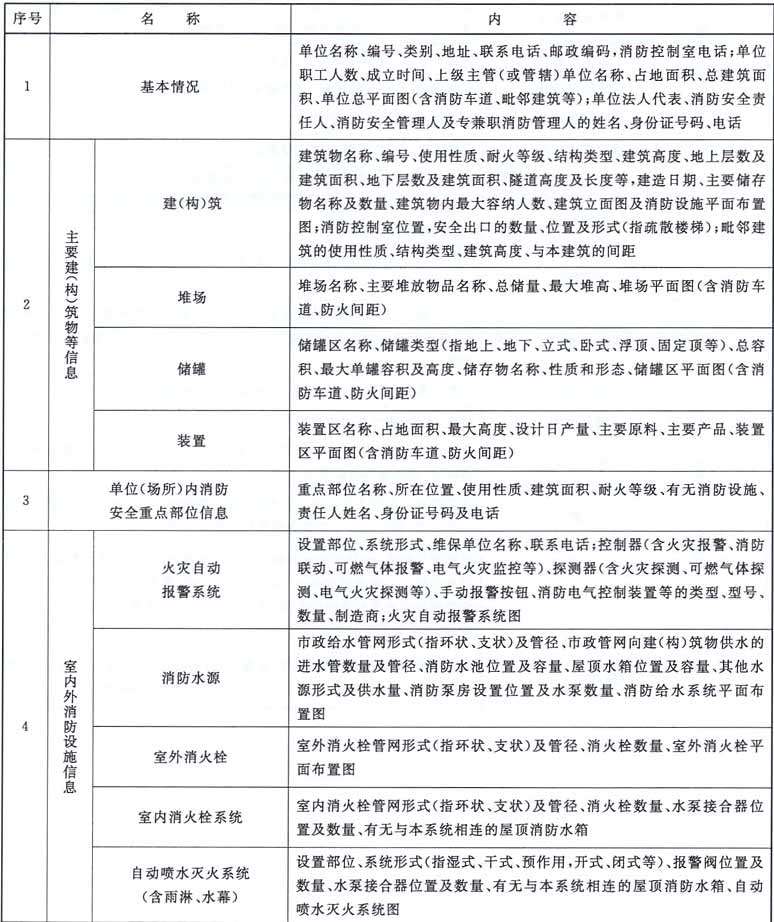 序号 名 称 内 容
1 基本情况
单位名称、编号、类别、地址、联系电话、邮政编码,消防控制室电话;单位
职工人数、成立时间、上级主管(或管辖)单位名称、占地面积、总建筑面
积、单位总平面图(含消防车道、毗邻建筑等);单位法人代表、消防安全责
任人、消防安全管理人及专兼职消防管理人的姓名、身份证号码、电话
2 主要建(构)筑物等信息
建(构)筑
建筑物名称、编号、使用性质、耐火等级、结构类型、建筑高度、地上层数及
建筑面积、地下层数及建筑面积、隧道高度及长度等,建造日期、主要储存
物名称及数量、建筑物内最大容纳人数、建筑立面图及消防设施平面布置
图;消防控制室位置,安全出口的数量、位置及形式(指疏散楼梯);毗邻建
筑的使用性质、结构类型、建筑高度、与本建筑的间距
堆场
堆场名称、主要堆放物品名称、总储量、最大堆高、堆场平面图(含消防车
道、防火间距)
储罐
储罐区名称、储罐类型(指地上、地下、立式、卧式、浮顶、固定顶等)、总容
积、最大单罐容积及高度、储存物名称、性质和形态、储罐区平面图(含消
防车道、防火间距)
装置
装置区名称、占地面积、最大高度、设计日产量、主要原料、主要产品、装置
区平面图(含消防车道、防火间距)
3 单位(场所)内消防
安全重点部位信息
重点部位名称、所在位置、使用性质、建筑面积、耐火等级、有无消防设施、
责任人姓名、身份证号码及电话
4 室内外消防设施信息
火灾自动
报警系统
设置部位、系统形式、维保单位名称、联系电话;控制器(含火灾报警、消防
联动、可燃气体报警、电气火灾监控等)、探测器(含火灾探测、可燃气体探
测、电气火灾探测等)、手动报警按钮、消防电气控制装置等的类型、型号、
数量、制造商;火灾自动报警系统图
消防水源
市政给水管网形式(指环状、支状)及管径、市政管网向建(构)筑物供水的
进水管数量及管径、消防水池位置及容量、屋顶水箱位置及容量、其他水
源形式及供水量、消防泵房设置位置及水泵数量、消防给水系统平面布
置图
室外消火栓
室外消火栓管网形式(指环状、支状)及管径、消火栓数量、室外消火栓平
面布置图
室内消火栓系统
室内消火栓管网形式(指环状、支状)及管径、消火栓数量、水泵接合器位
置及数量、有无与本系统相连的屋顶消防水箱
自动喷水灭火系统
(含雨淋、水幕)
设置部位、系统形式(指湿式、干式、预作用,开式、闭式等)、报警阀位置及
数量、水泵接合器位置及数量、有无与本系统相连的屋顶消防水箱、自动
喷水灭火系统图